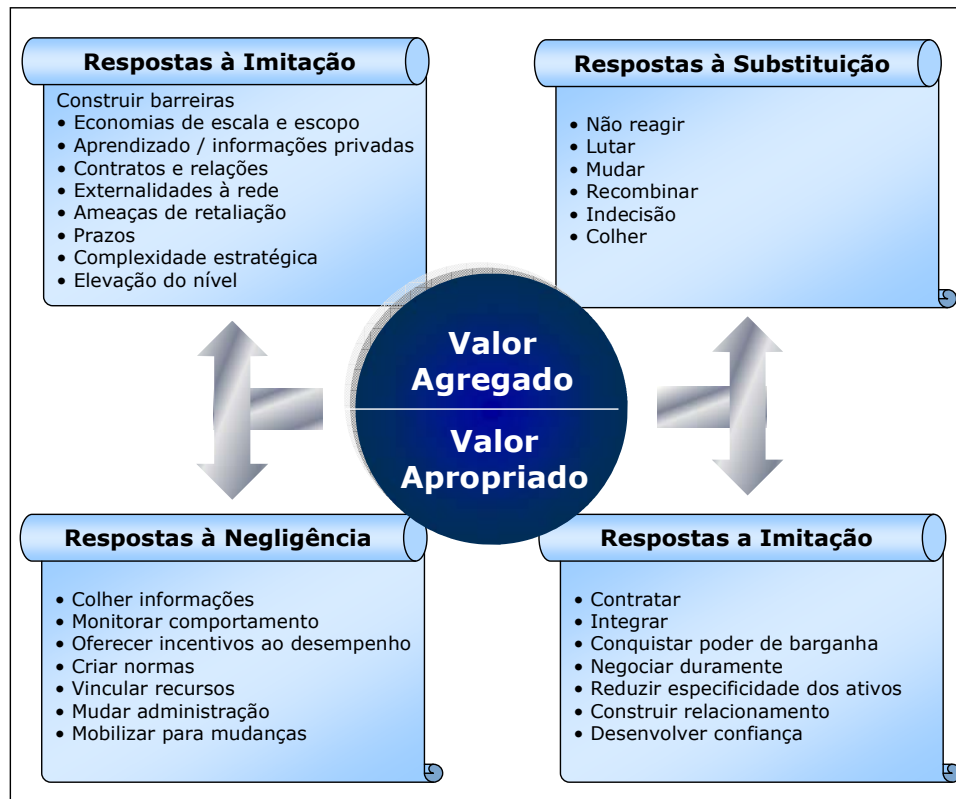 Respostas à Imitação
Construir barreiras
• Economias de escala e escopo
• Aprendizado / informações privadas
• Contratos e relações
• Externalidades à rede
• Ameaças de retaliação
• Prazos
• Complexidade estratégica
• Elevação do nível
Respostas à Substituição
• Não reagir
• Lutar
• Mudar
• Recombinar
• Indecisão
• Colher
Valor
Agregado
Valor
Apropriado
Respostas à Negligência
• Colher informações
• Monitorar comportamento
• Oferecer incentivos ao desempenho
• Criar normas
• Vincular recursos
• Mudar administração
• Mobilizar para mudanças
Respostas a Imitação
• Contratar
• Integrar
• Conquistar poder de barganha
• Negociar duramente
• Reduzir especificidade dos ativos
• Construir relacionamento
• Desenvolver confiança